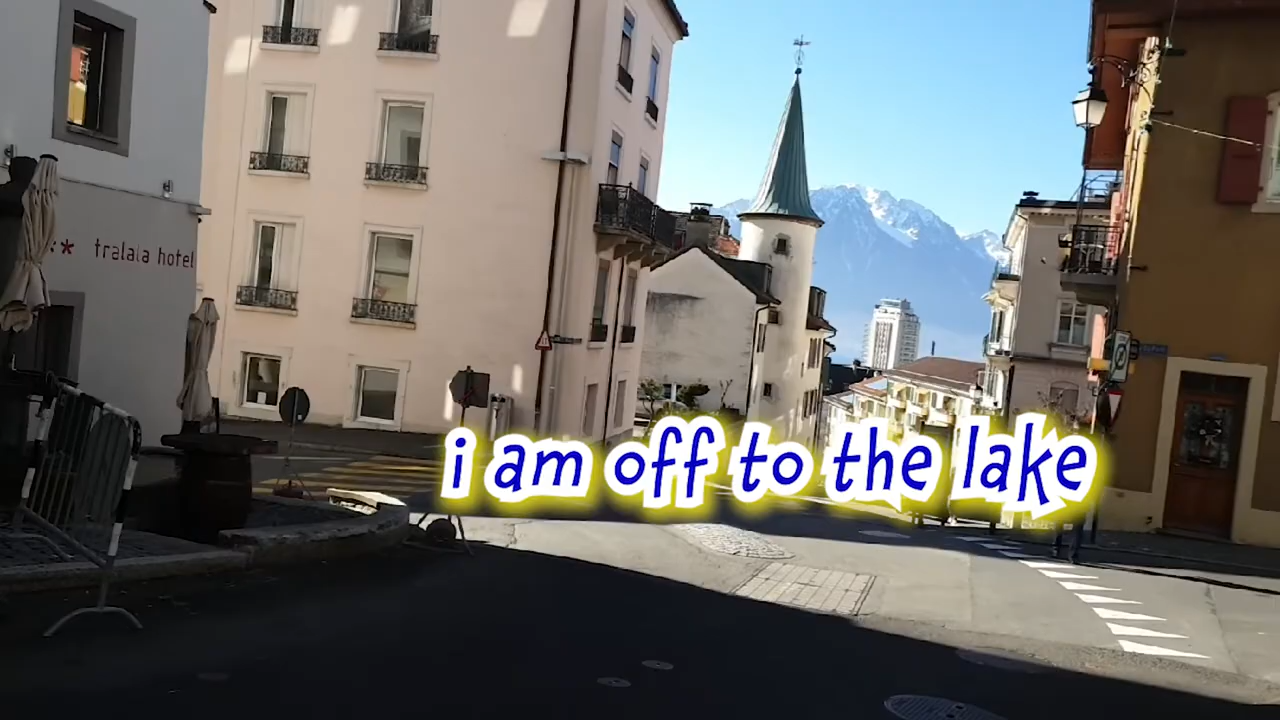 ** tralala hotel
i am off to the lake